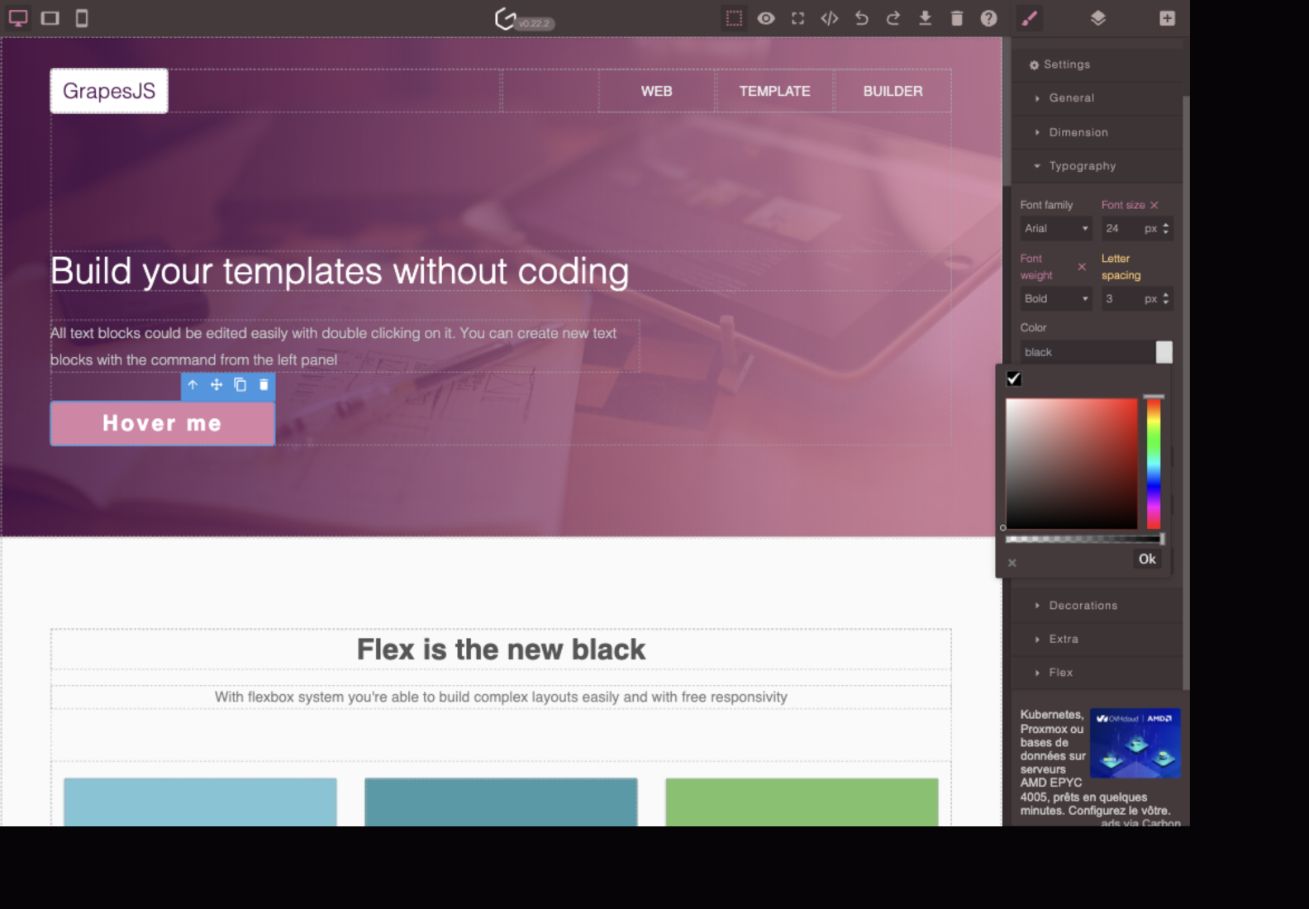 v0.22.2
Settings
GrapesJS
WEB
TEMPLATE
BUILDER
General
Dimension
Typography
Font family
Font size
Arial
24
px
Font weight
Letter spacing
Bold
3
px
Color
black
Build your templates without coding
All text blocks could be edited easily with double clicking on it. You can create new text
blocks with the command from the left panel
Hover me
Ok
Decorations
Extra
Flex
Flex is the new black
With flexbox system you're able to build complex layouts easily and with free responsivity
Kubernetes,
Proxmox ou
bases de
données sur
serveurs
AMD EPYC
4005, prêts en quelques
minutes. Configurez le vôtre.
ads via Carbon
OVHcloud | AMD